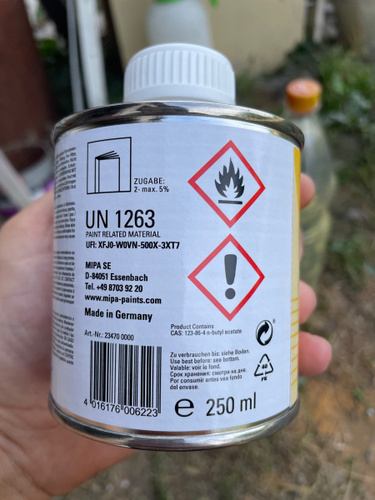 ZUGABE:
2- max. 5%
UN 1263
PAINT RELATED MATERIAL
UFI: XFJ0-W0VN-500X-3XT7
MIPA SE
D-84051 Essenbach
Tel. +49 8703 92 20
www.mipa-paints.com
Made in Germany
Art.-Nr.: 23470 0000
4 016176 006223
Product Contains
CAS: 123-86-4 n-butyl acetate
Zu verbrauchen bis: siehe Boden.
Use best before: see bottom.
Valable: voir le fond.
Срок хранения: смотри на дне.
Por consumir antes vea fondo
del envase.
40
FE
e 250 ml